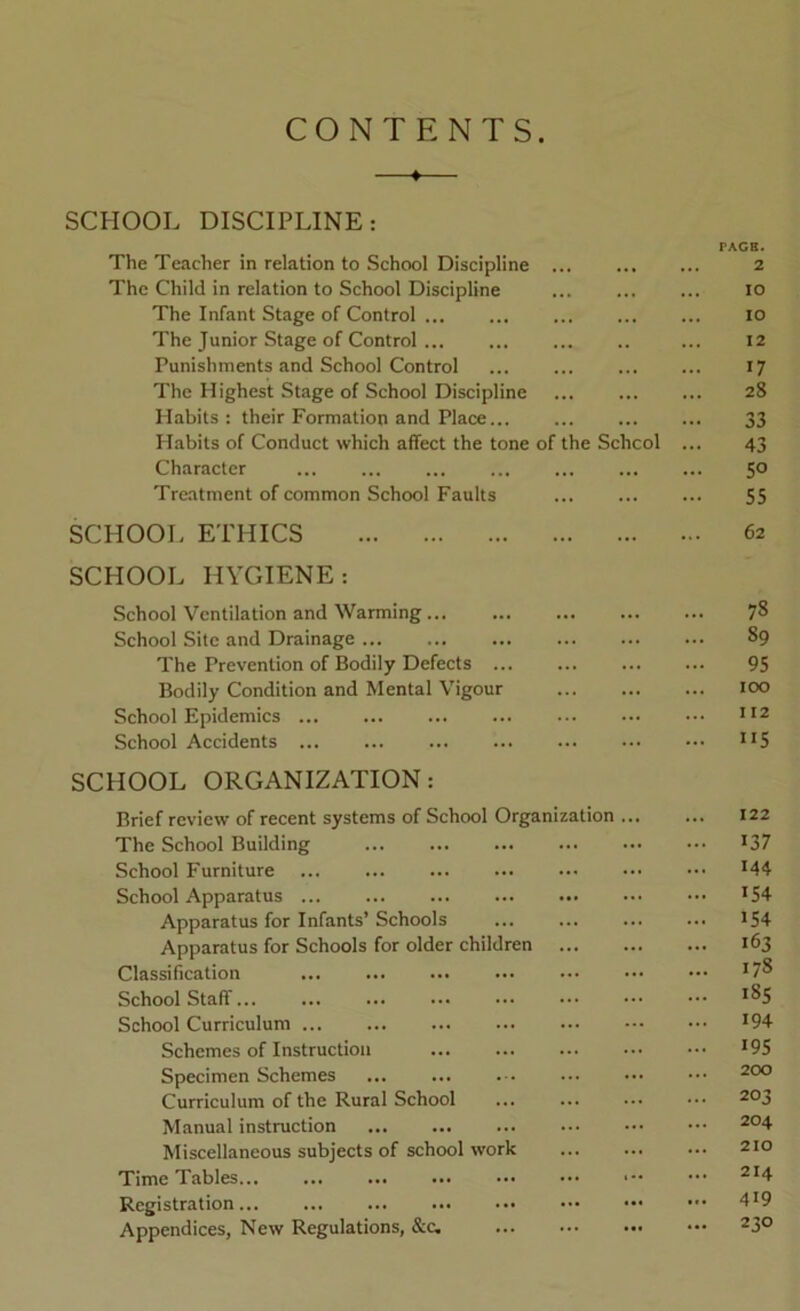 CONTENTS.
SCHOOL DISCIPLINE:
PAGE.
The Teacher in relation to School Discipline ... ... ... 2
The Child in relation to School Discipline ... ... ... 10
The Infant Stage of Control ... ... ... ... ... 10
The Junior Stage of Control ... ... ... .. ... 12
Punishments and School Control ... ... ... ... 17
The Highest Stage of School Discipline ... ... ... 28
Habits : their Formation and Place... ... ... ... 33
Habits of Conduct which affect the tone of the School ... 43
Character ... ... ... ... ... ... ... 50
Treatment of common School Faults ... ... ... 55
SCHOOL ETHICS ... ... ... ... ... ... 62
SCHOOL HYGIENE:
School Ventilation and Warming ... ... ... ... ... 78
School Site and Drainage ... ... ... ... ... ... 89
The Prevention of Bodily Defects ... ... ... ... 95
Bodily Condition and Mental Vigour ... ... ... 100
School Epidemics ... ... ... ... ... ... ... 112
School Accidents ... ... ... ... ... ... ... 115
SCHOOL ORGANIZATION:
Brief review of recent systems of School Organization ... ... 122
The School Building ... ... ... ... ... ... 137
School Furniture ... ... ... ... ... ... ... 144
School Apparatus ... ... ... ... ... ... ... 154
Apparatus for Infants' Schools ... ... ... ... 154
Apparatus for Schools for older children ... ... ... 163
Classification ... ... ... ... ... ... ... 178
School Staff... ... ... ... ... ... ... ... 185
School Curriculum ... ... ... ... ... ... ... 194
Schemes of Instruction ... ... ... ... ... 195
Specimen Schemes ... ... ... ... ... ... 200
Curriculum of the Rural School ... ... ... ... 203
Manual instruction ... ... ... ... ... ... 204
Miscellaneous subjects of school work ... ... ... 210
Time Tables... ... ... ... ... ... ... ... 214
Registration... ... ... ... ... ... ... ... 419
Appendices, New Regulations, &c. ... ... ... ... 230